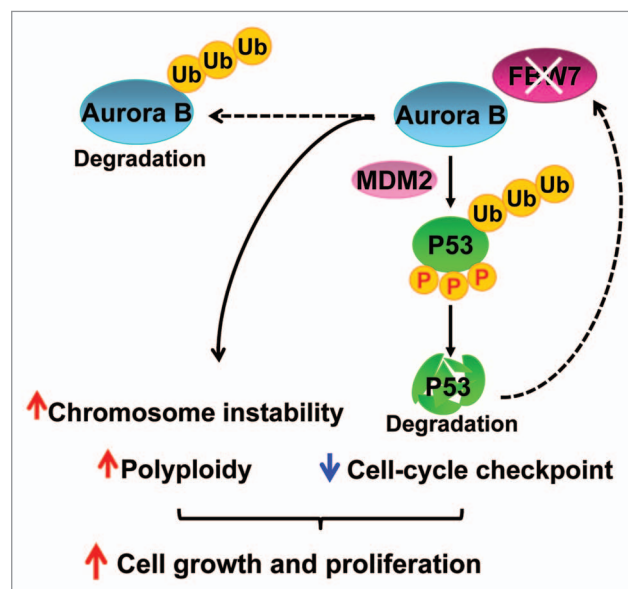 Ub Ub Ub
Aurora B
Degradation
FBW7
Aurora B
MDM2
Ub Ub Ub
P53
P P P
P53
Degradation
Chromosome instability
Polyploidy
Cell-cycle checkpoint
Cell growth and proliferation